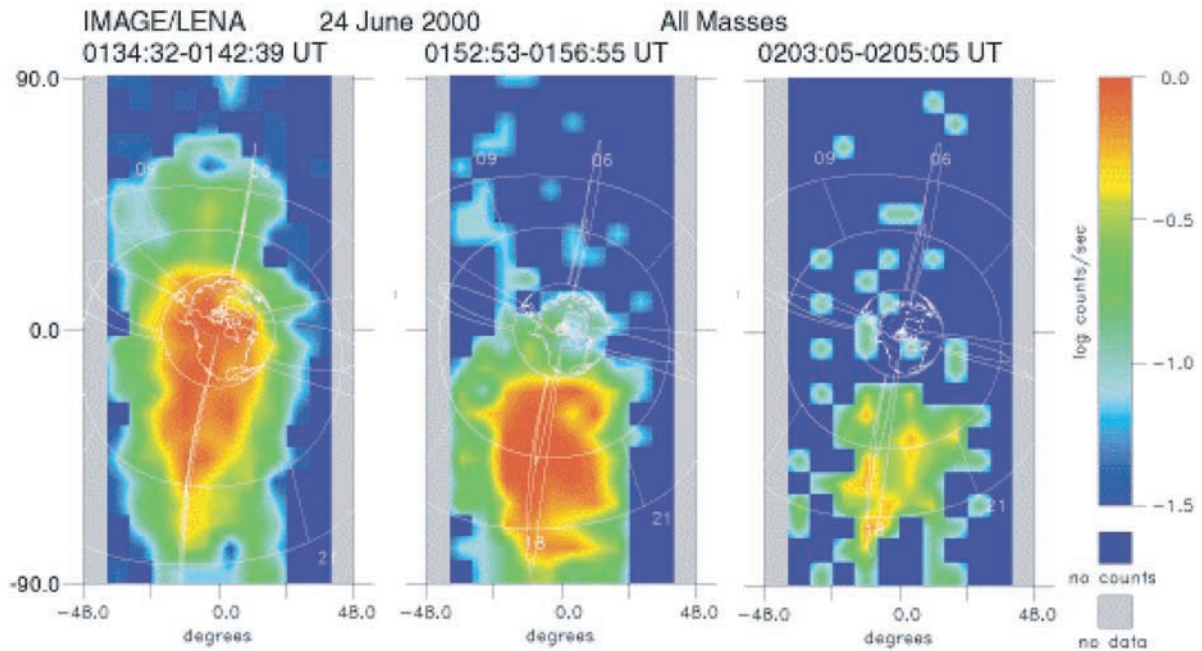 IMAGE/LENA 24 June 2000 All Masses
0134:32-0142:39 UT 0152:53-0156:55 UT 0203:05-0205:05 UT
90.0
0.0
-90.0
09 06 21
09 06 18 21
09 06 18 21
-48.0 0.0 48.0 -48.0 0.0 48.0 -48.0 0.0 48.0
degrees degrees degrees
0.0
-0.5
-1.0
-1.5
log counts/sec
no counts
no data